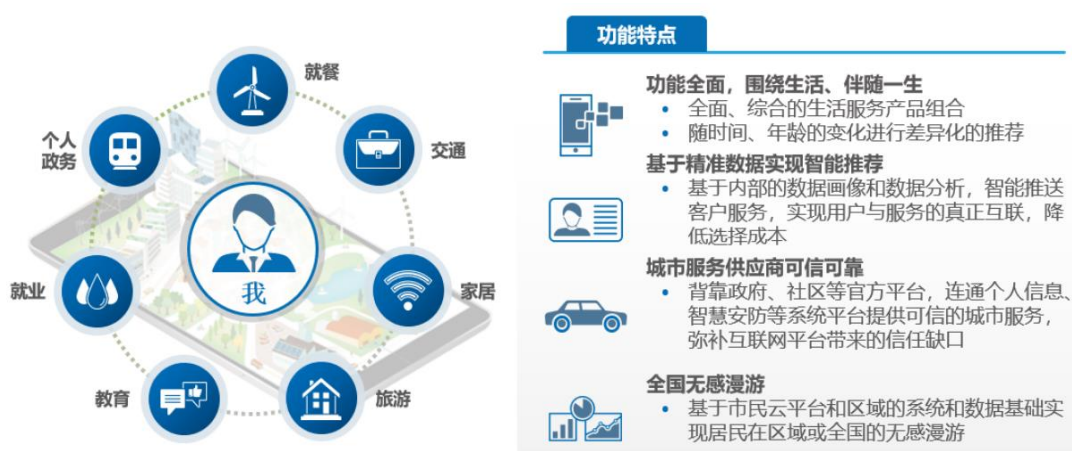 就餐
个人
政务
交通
我
就业
家居
教育
旅游
功能特点
功能全面，围绕生活、伴随一生
• 全面、综合的生活服务产品组合
• 随时间、年龄的变化进行差异化的推荐
基于精准数据实现智能推荐
• 基于内部的数据画像和数据分析，智能推送
客户服务，实现用户与服务的真正互联，降
低选择成本
城市服务供应商可信可靠
• 背靠政府、社区等官方平台，连通个人信息、
智慧安防等系统平台提供可信的城市服务，
弥补互联网平台带来的信任缺口
全国无感漫游
• 基于市民云平台和区域的系统和数据基础实
现居民在区域或全国的无感漫游